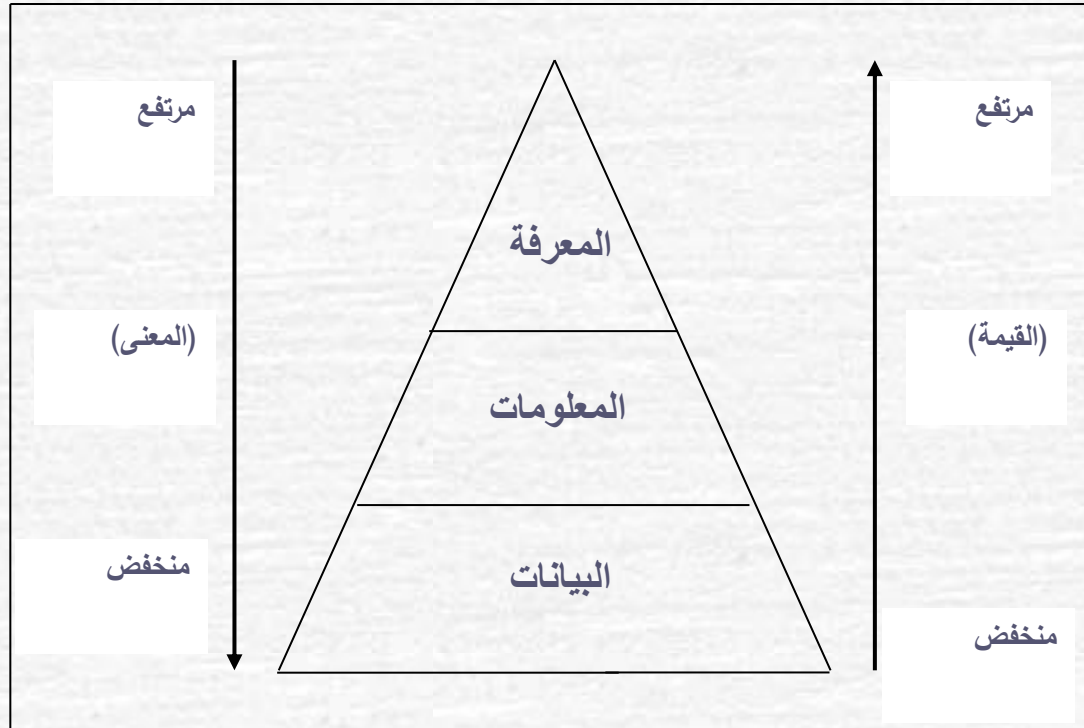 مرتفع
مرتفع
المعرفة
(القيمة)
(المعنى)
المعلومات
منخفض
البيانات
منخفض